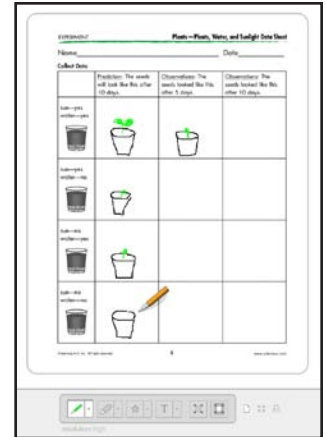 EXPERIMENT Plants—Plants, Water, and Sunlight Data Sheet
Name Date
Collect Data
Prediction: The seeds will look like this after 10 days.
Observations: The seeds looked like this after 5 days.
Observations: The seeds looked like this after 10 days.
sun—yes
water—yes
sun—yes
water—no
sun—no
water—yes
sun—no
water—no
T
resolution: high